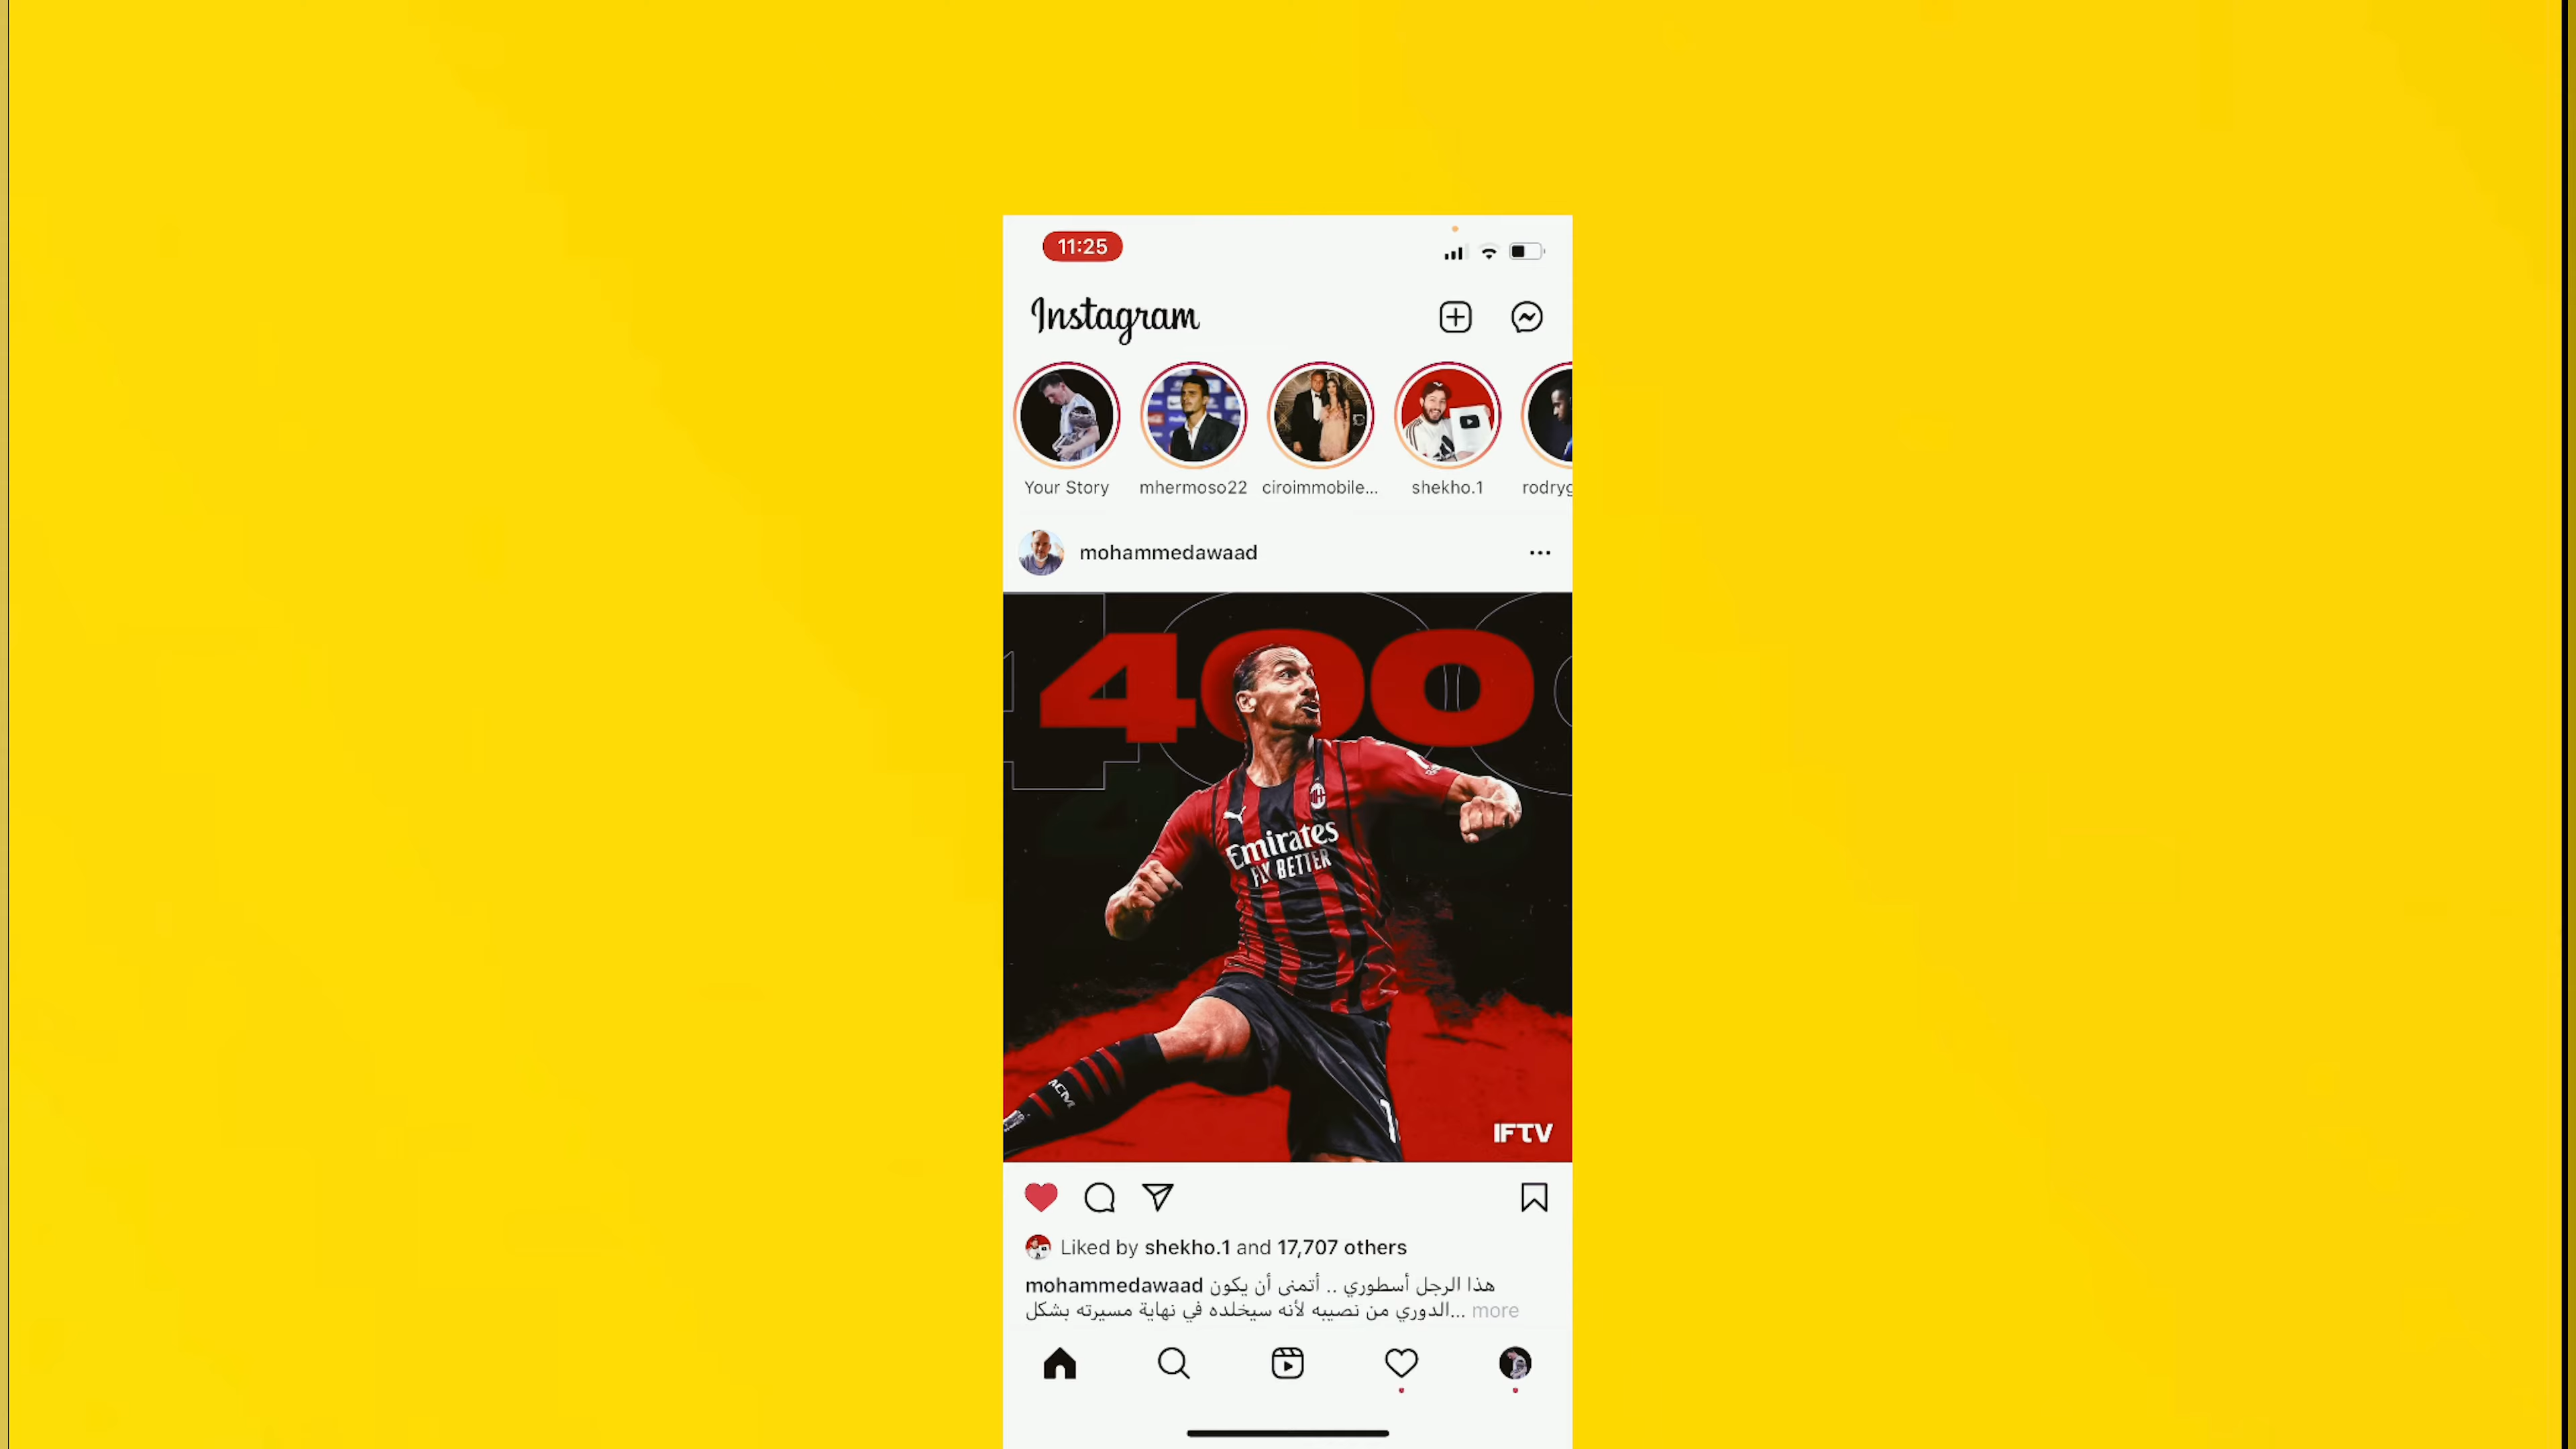 11:25
Instagram
Your Story
mhermoso22
ciroimmobile...
shekho.1
rodryg
mohammedawaad
400
Emirates
FLY BETTER
ACM
IFTV
Liked by shekho.1 and 17,707 others
mohammedawaad هذا الرجل أسطوري .. أتمنى أن يكون
الدوري من نصيبه لأنه سيخلده في نهاية مسيرته بشكل... more